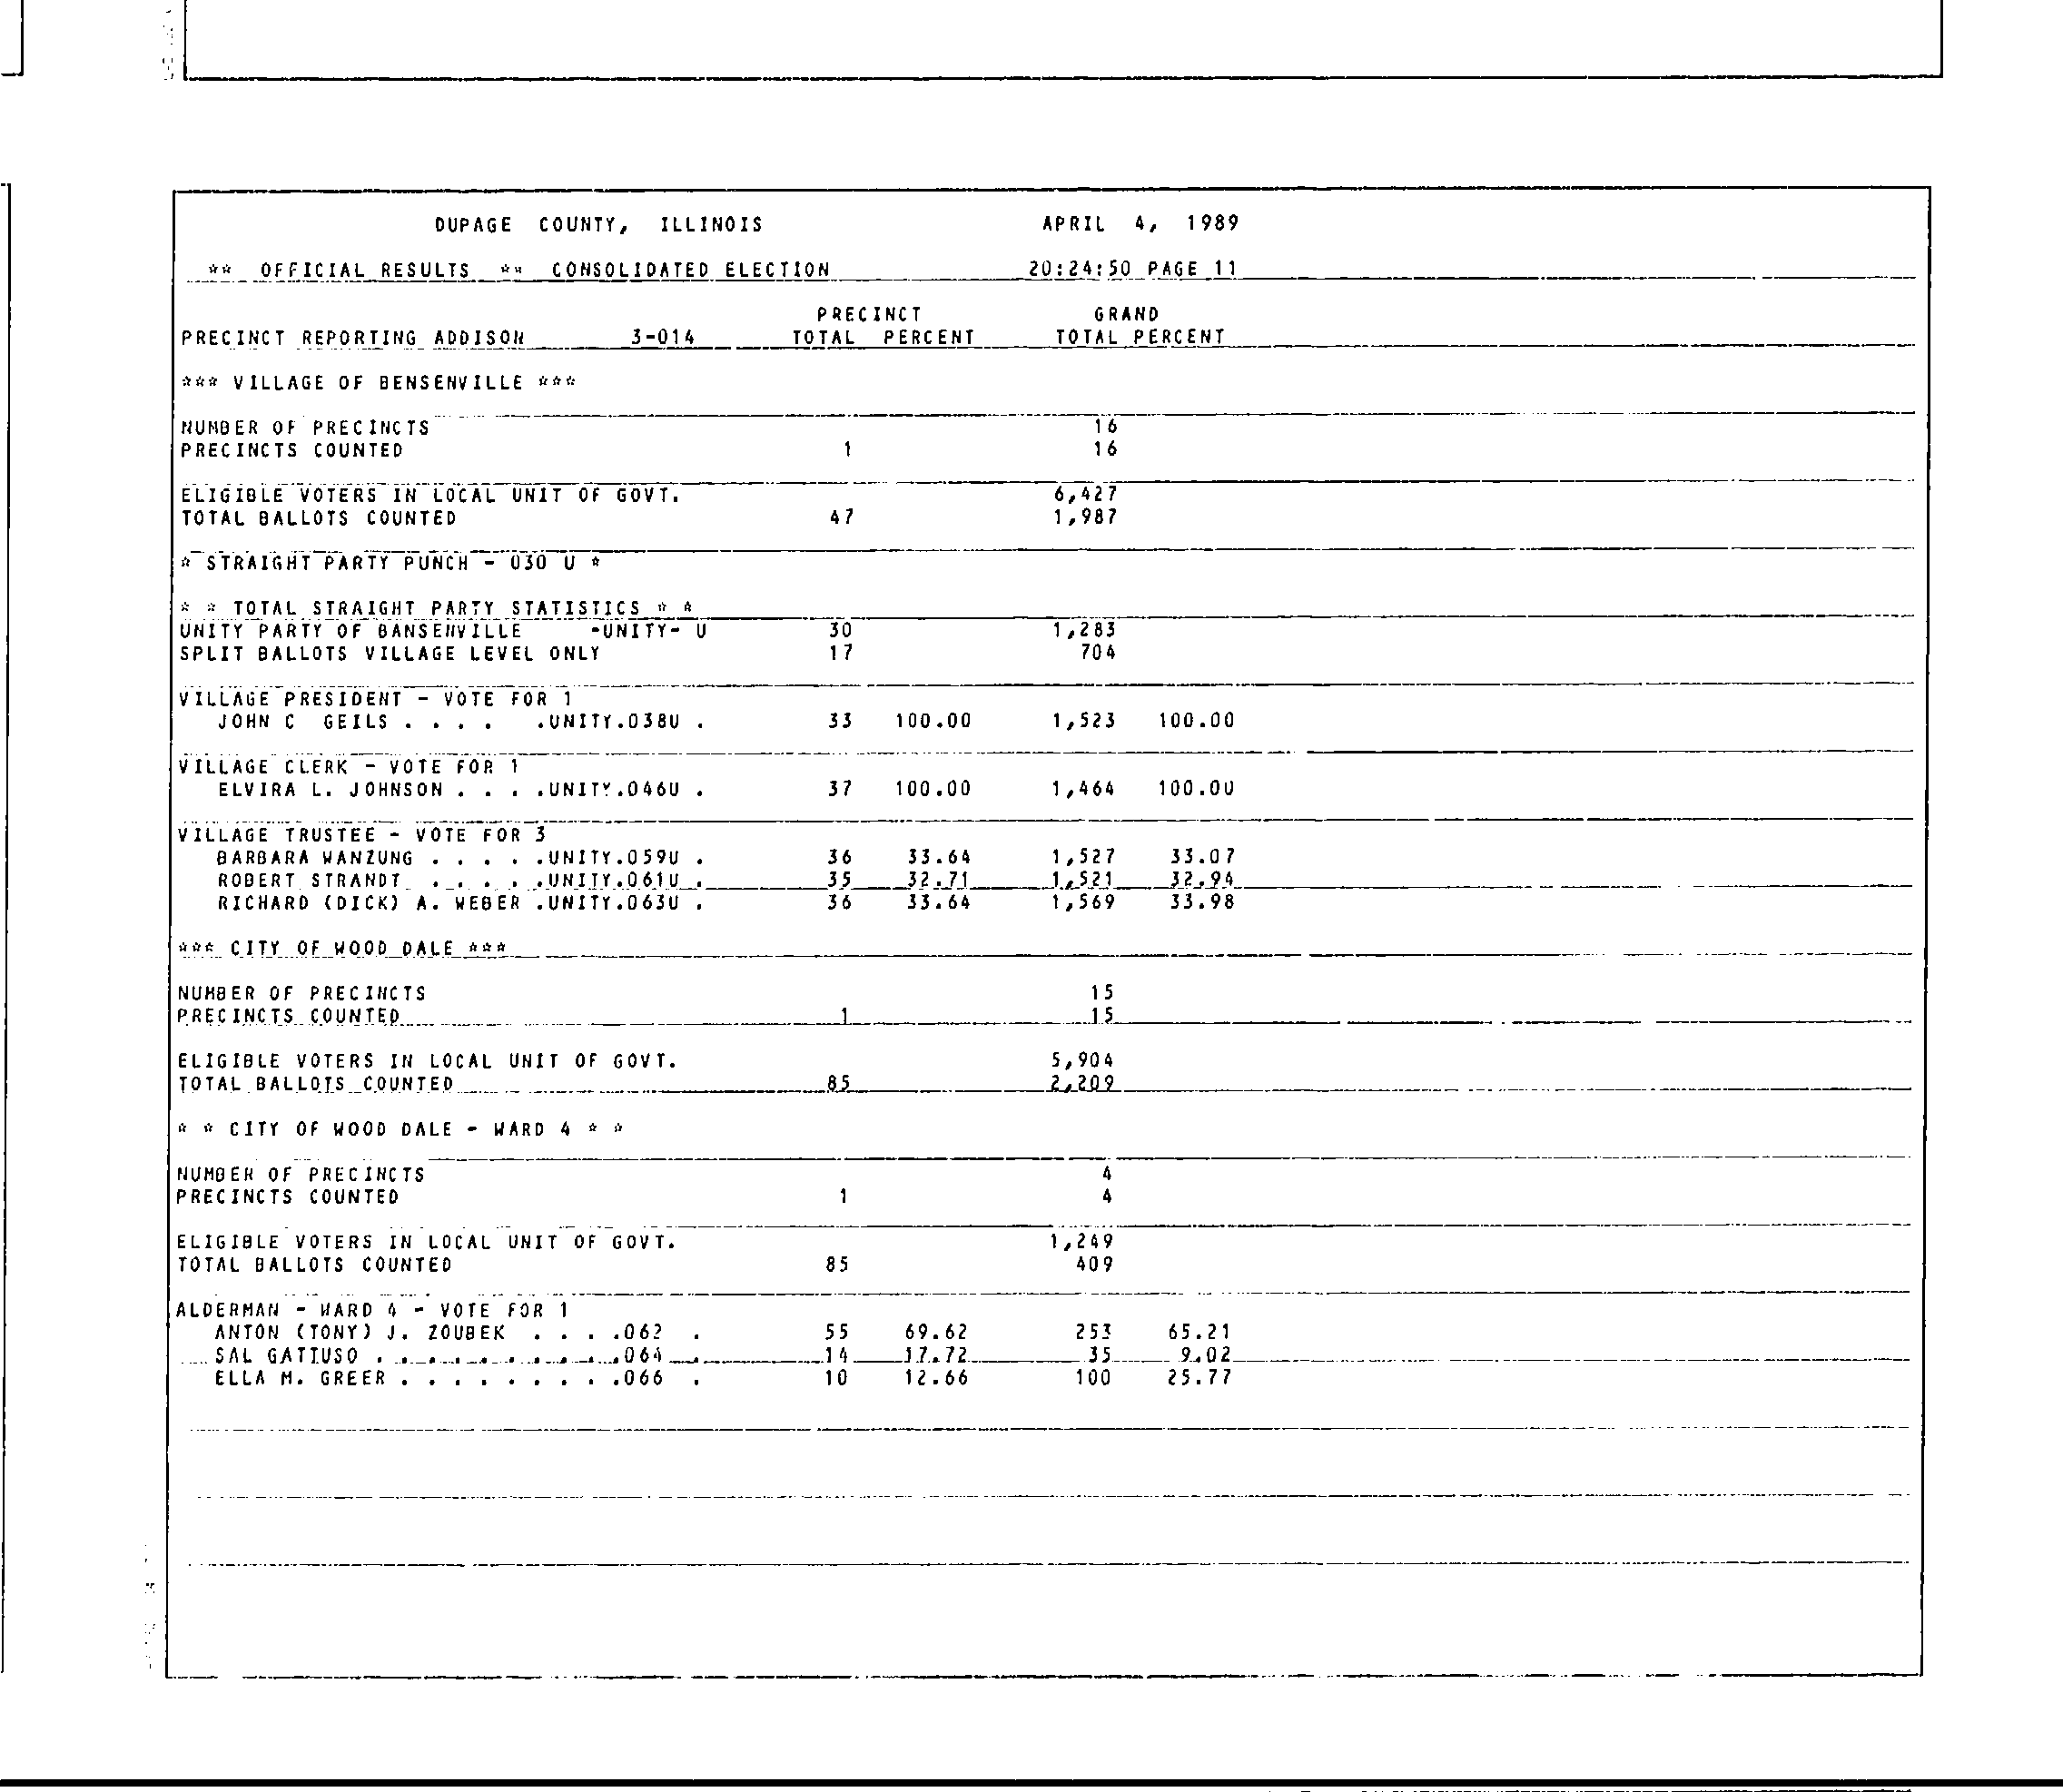 DUPAGE COUNTY, ILLINOIS APRIL 4, 1989
** OFFICIAL RESULTS ** CONSOLIDATED ELECTION 20:24:50 PAGE 11
PRECINCT GRAND
PRECINCT REPORTING ADDISON 3-014 TOTAL PERCENT TOTAL PERCENT
*** VILLAGE OF BENSENVILLE ***
NUMBER OF PRECINCTS 16
PRECINCTS COUNTED 1 16
ELIGIBLE VOTERS IN LOCAL UNIT OF GOVT. 6,427
TOTAL BALLOTS COUNTED 47 1,987
* STRAIGHT PARTY PUNCH - 030 U *
* * TOTAL STRAIGHT PARTY STATISTICS * *
UNITY PARTY OF BANSENVILLE -UNITY- U 30 1,283
SPLIT BALLOTS VILLAGE LEVEL ONLY 17 704
VILLAGE PRESIDENT - VOTE FOR 1
JOHN C GEILS . . . . .UNITY.038U . 33 100.00 1,523 100.00
VILLAGE CLERK - VOTE FOR 1
ELVIRA L. JOHNSON . . . .UNITY.046U . 37 100.00 1,464 100.00
VILLAGE TRUSTEE - VOTE FOR 3
BARBARA WANZUNG . . . . .UNITY.059U . 36 33.64 1,527 33.07
ROBERT STRANDT . . . . .UNITY.061U . 35 32.71 1,521 32.94
RICHARD (DICK) A. WEBER .UNITY.063U . 36 33.64 1,569 33.98
*** CITY OF WOOD DALE ***
NUMBER OF PRECINCTS 15
PRECINCTS COUNTED 1 15
ELIGIBLE VOTERS IN LOCAL UNIT OF GOVT. 5,904
TOTAL BALLOTS COUNTED 85 2,209
* * CITY OF WOOD DALE - WARD 4 * *
NUMBER OF PRECINCTS 4
PRECINCTS COUNTED 1 4
ELIGIBLE VOTERS IN LOCAL UNIT OF GOVT. 1,249
TOTAL BALLOTS COUNTED 85 409
ALDERMAN - WARD 4 - VOTE FOR 1
ANTON (TONY) J. ZOUBEK . . . .062 . 55 69.62 253 65.21
SAL GATTUSO . . . . . . . . . .064 . 14 17.72 35 9.02
ELLA M. GREER . . . . . . . . .066 . 10 12.66 100 25.77